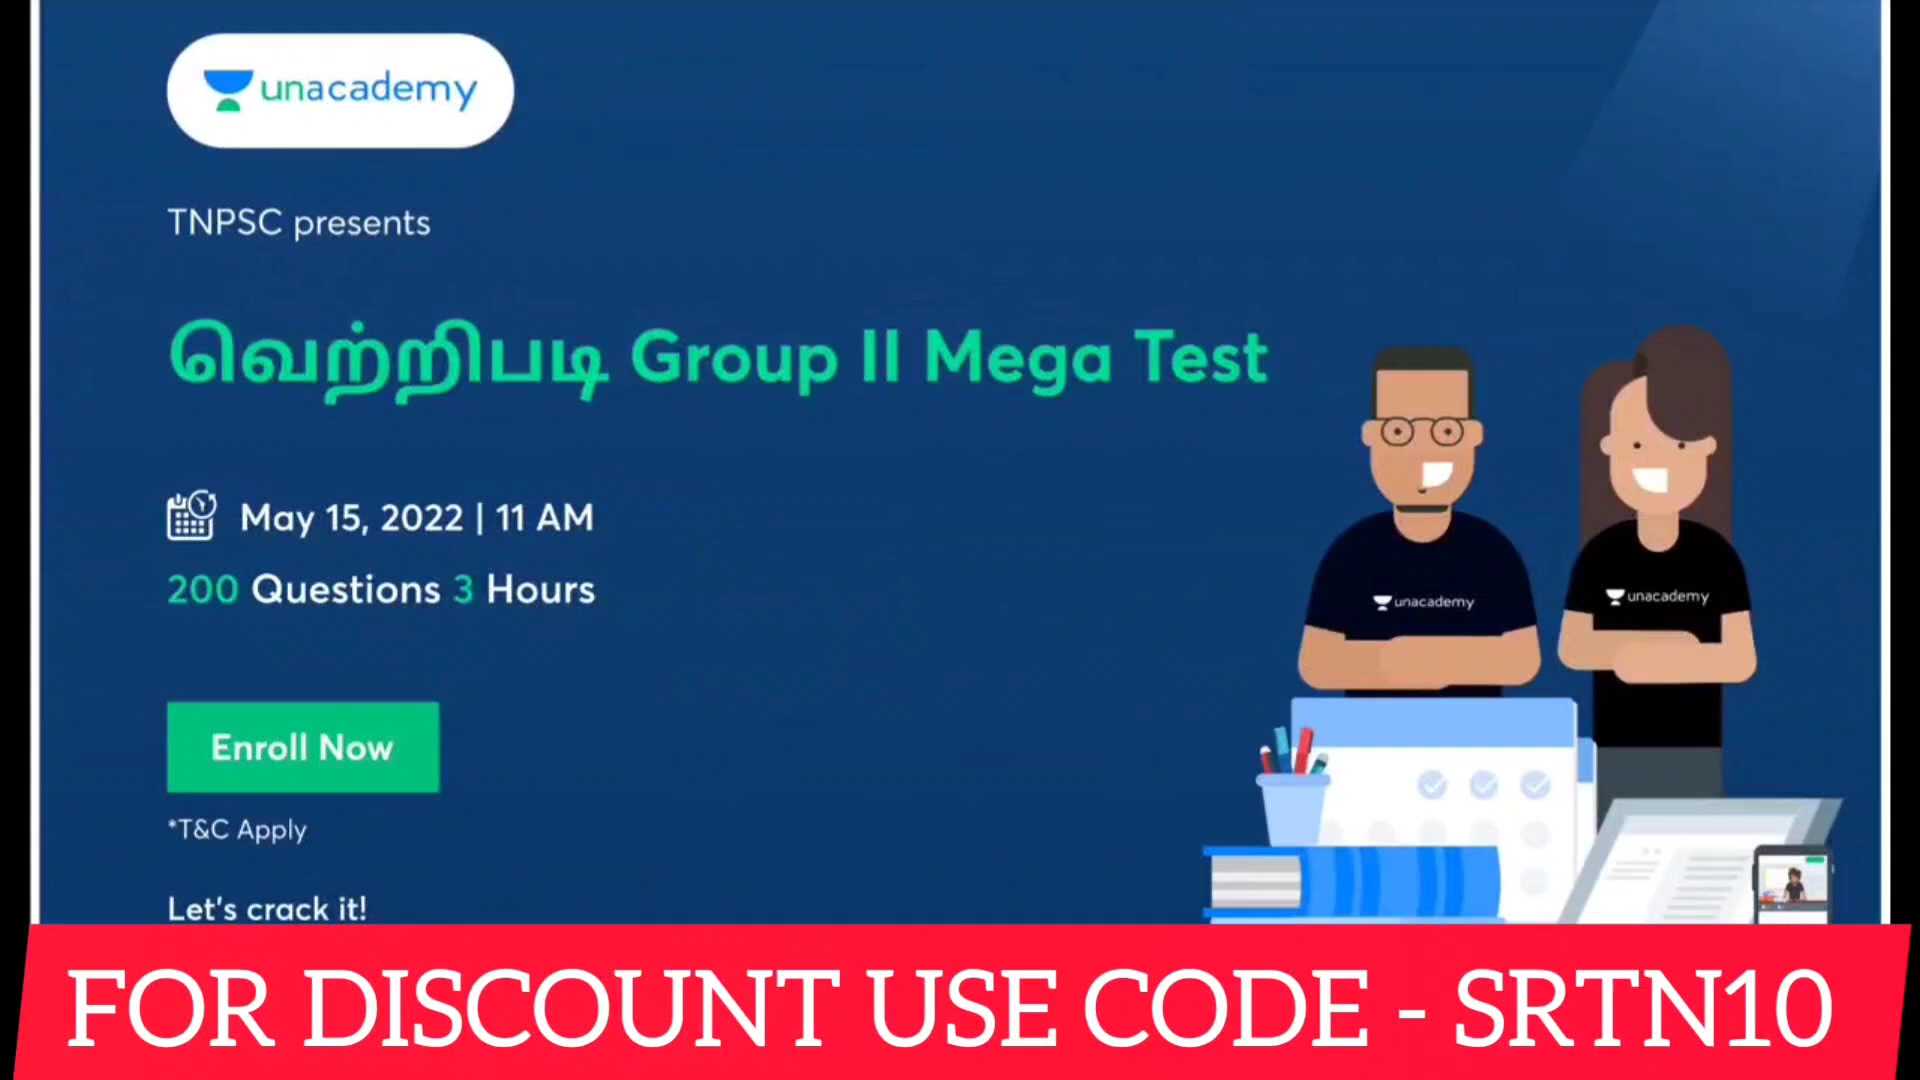 unacademy
TNPSC presents
வெற்றிபடி Group II Mega Test
May 15, 2022 | 11 AM
200 Questions 3 Hours
Enroll Now
*T&C Apply
Let's crack it!
unacademy
unacademy
FOR DISCOUNT USE CODE - SRTN10